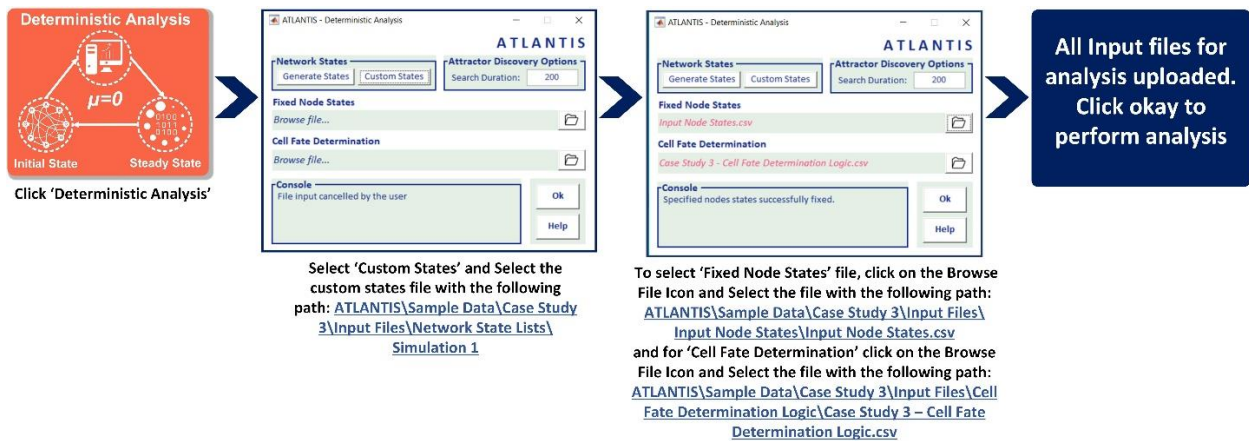 Deterministic Analysis
μ=0
0100
1011
0100
Initial State
Steady State
Click ‘Deterministic Analysis’
ATLANTIS - Deterministic Analysis
ATLANTIS
Network States
Generate States
Custom States
Attractor Discovery Options
Search Duration: 200
Fixed Node States
Browse file...
Cell Fate Determination
Browse file...
Console
File input cancelled by the user
Ok
Help
Select ‘Custom States’ and Select the
custom states file with the following
path: ATLANTIS\Sample Data\Case Study
3\Input Files\Network State Lists\
Simulation 1
ATLANTIS - Deterministic Analysis
ATLANTIS
Network States
Generate States
Custom States
Attractor Discovery Options
Search Duration: 200
Fixed Node States
Input Node States.csv
Cell Fate Determination
Case Study 3 - Cell Fate Determination Logic.csv
Console
Specified nodes states successfully fixed.
Ok
Help
To select ‘Fixed Node States’ file, click on the Browse
File Icon and Select the file with the following path:
ATLANTIS\Sample Data\Case Study 3\Input Files\
Input Node States\Input Node States.csv
and for ‘Cell Fate Determination’ click on the Browse
File Icon and Select the file with the following path:
ATLANTIS\Sample Data\Case Study 3\Input Files\Cell
Fate Determination Logic\Case Study 3 – Cell Fate
Determination Logic.csv
All Input files for
analysis uploaded.
Click okay to
perform analysis